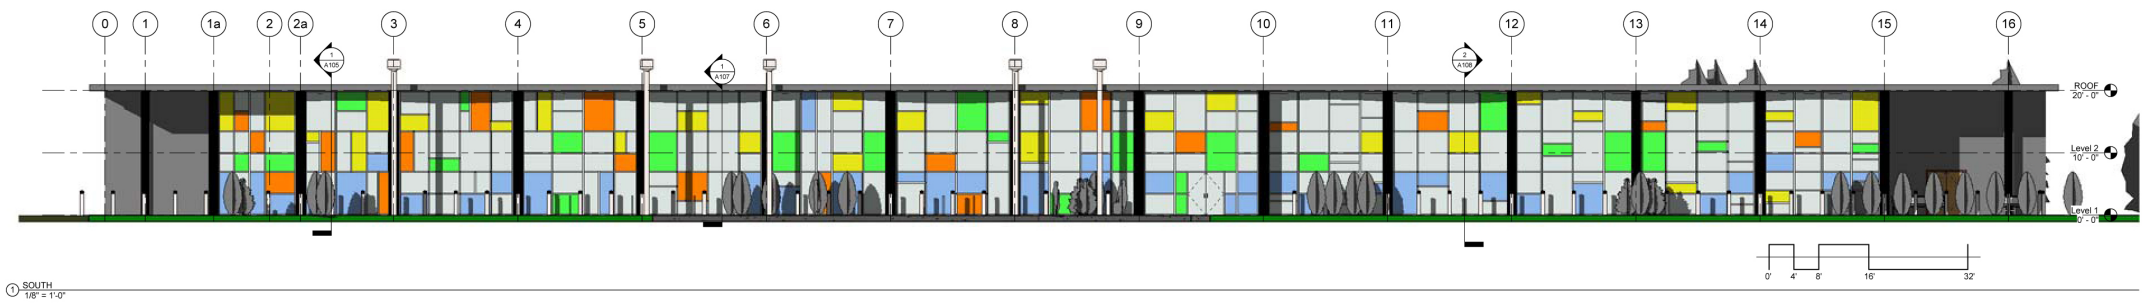 0 1 1a 2 2a 3 4 5 6 7 8 9 10 11 12 13 14 15 16
1
A105
1
A107
2
A108
ROOF
20' - 0"
Level 2
10' - 0"
Level 1
0' - 0"
0' 4' 8' 16' 32'
1 SOUTH
1/8" = 1'-0"